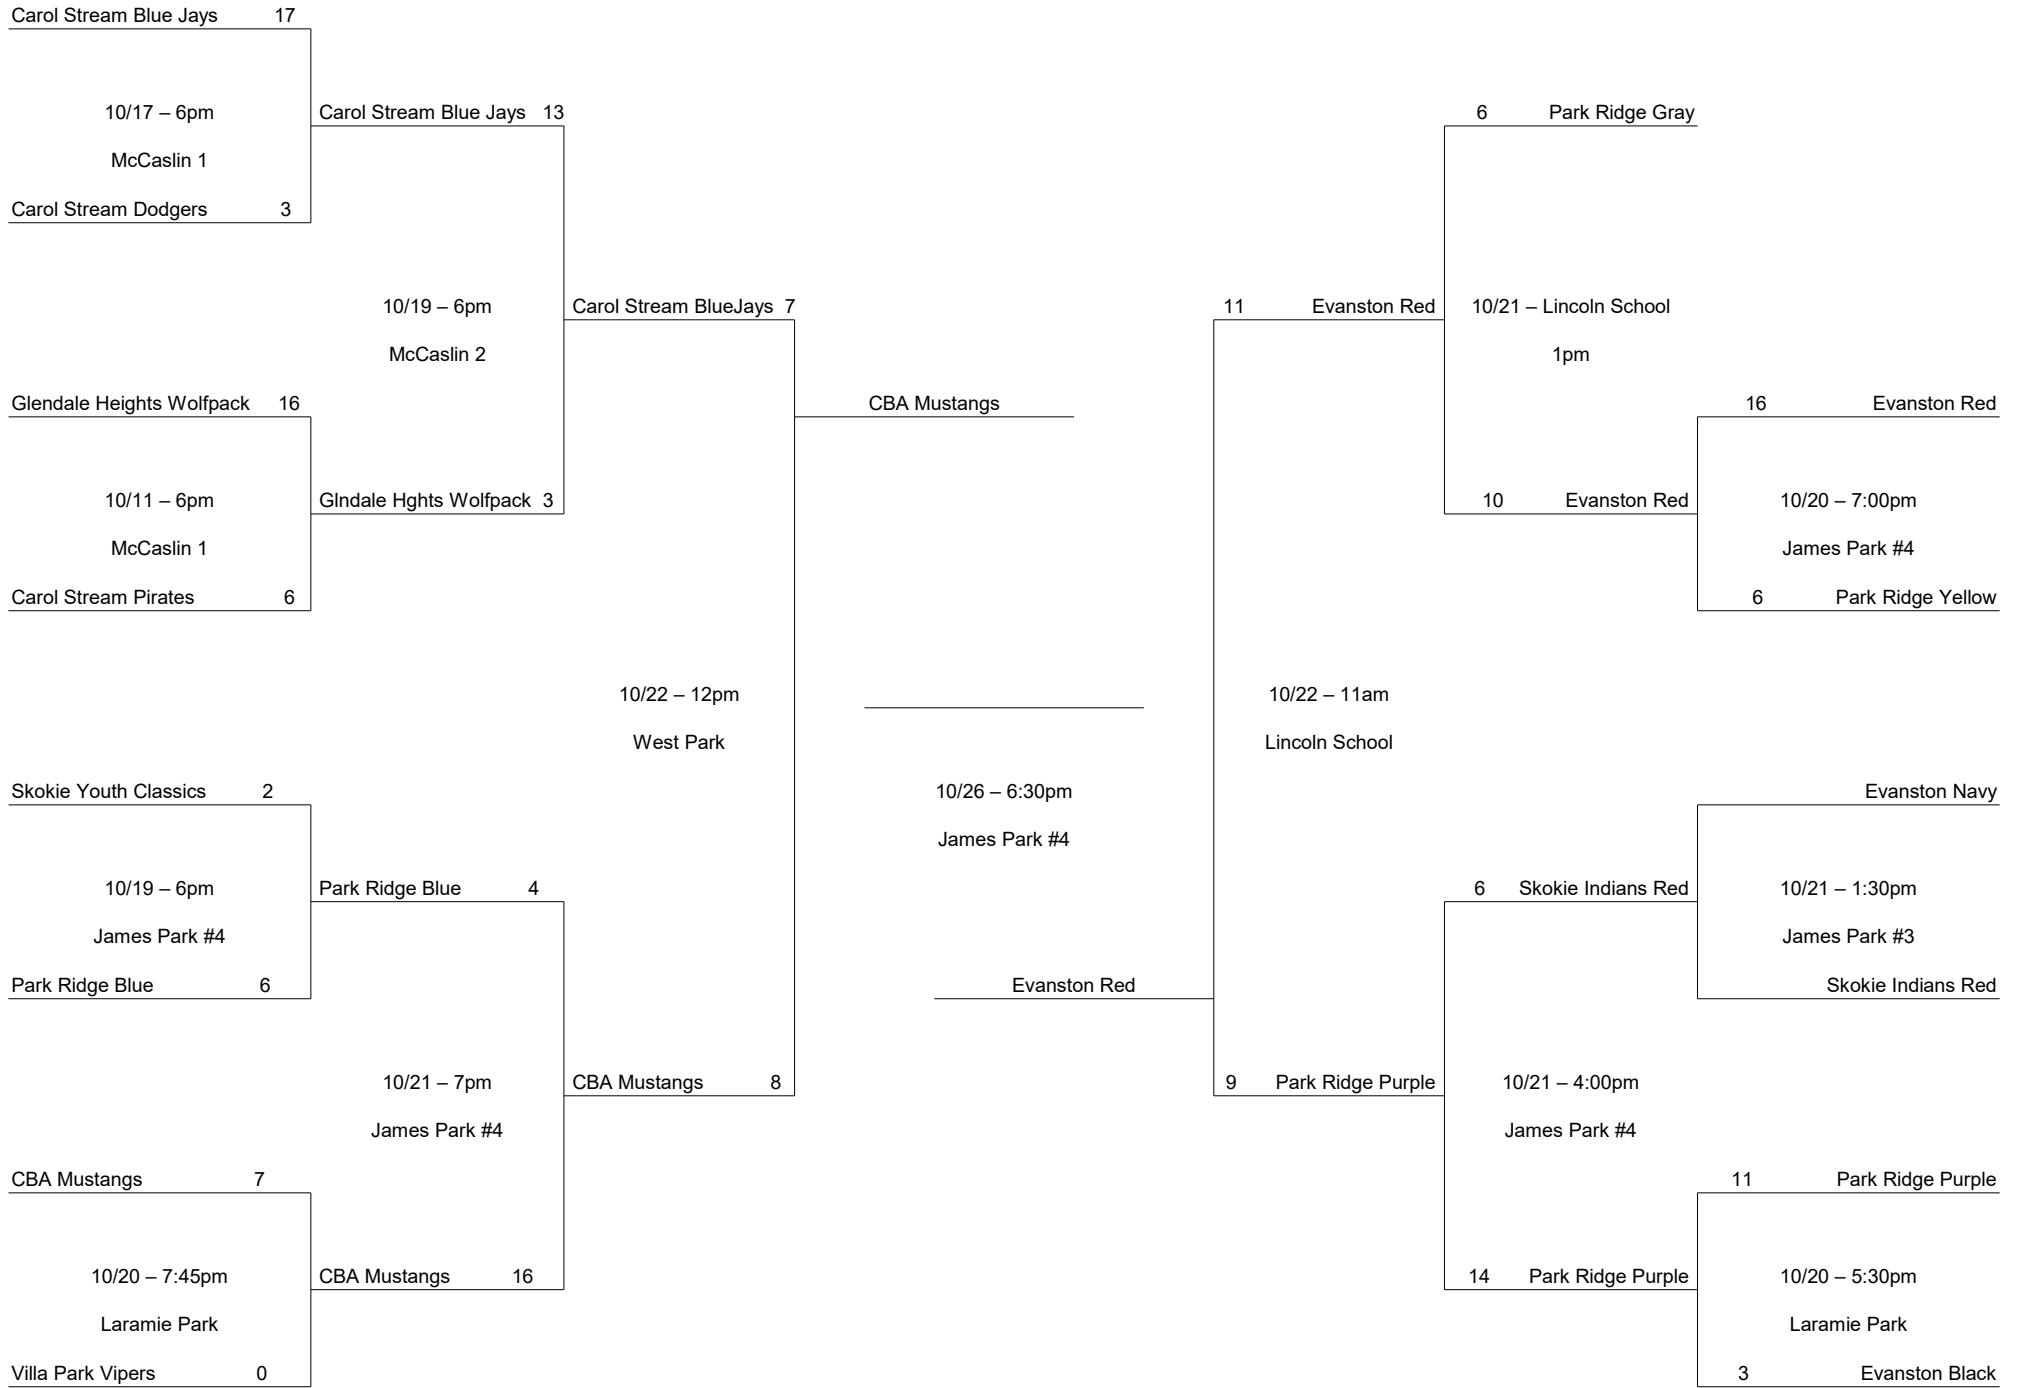 Carol Stream Blue Jays 17
10/17 – 6pm
McCaslin 1
Carol Stream Dodgers 3
Carol Stream Blue Jays 13
10/19 – 6pm
McCaslin 2
Glendale Heights Wolfpack 16
10/11 – 6pm
McCaslin 1
Carol Stream Pirates 6
Glndale Hghts Wolfpack 3
Carol Stream BlueJays 7
10/22 – 12pm
West Park
Skokie Youth Classics 2
10/19 – 6pm
James Park #4
Park Ridge Blue 6
Park Ridge Blue 4
10/21 – 7pm
James Park #4
CBA Mustangs 7
10/20 – 7:45pm
Laramie Park
Villa Park Vipers 0
CBA Mustangs 16
CBA Mustangs 8
CBA Mustangs
10/26 – 6:30pm
James Park #4
Evanston Red
6 Park Ridge Gray
11 Evanston Red
10/21 – Lincoln School
1pm
16 Evanston Red
10 Evanston Red
10/20 – 7:00pm
James Park #4
6 Park Ridge Yellow
10/22 – 11am
Lincoln School
Evanston Navy
6 Skokie Indians Red
10/21 – 1:30pm
James Park #3
Skokie Indians Red
9 Park Ridge Purple
10/21 – 4:00pm
James Park #4
11 Park Ridge Purple
14 Park Ridge Purple
10/20 – 5:30pm
Laramie Park
3 Evanston Black